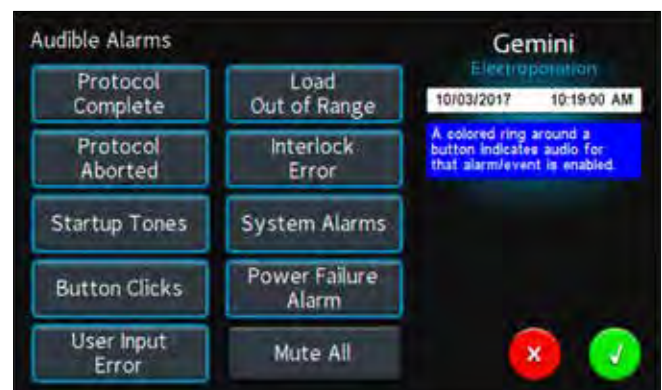 Audible Alarms
Protocol
Complete
Load
Out of Range
Protocol
Aborted
Interlock
Error
Startup Tones
System Alarms
Button Clicks
Power Failure
Alarm
User Input
Error
Mute All
Gemini
Electroporation
10/03/2017 10:19:00 AM
A colored ring around a
button indicates audio for
that alarm/event is enabled.